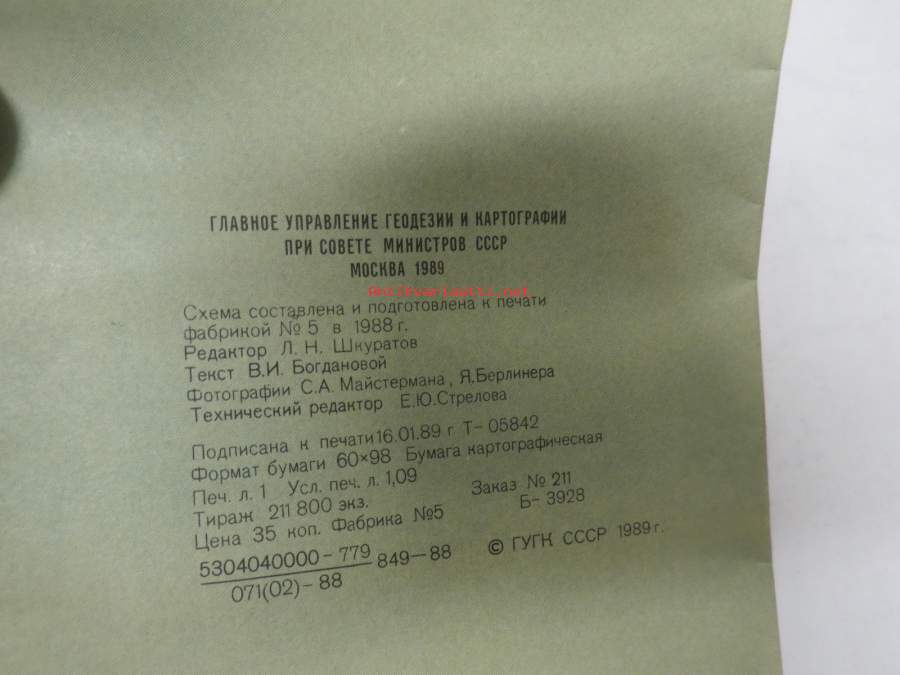 ГЛАВНОЕ УПРАВЛЕНИЕ ГЕОДЕЗИИ И КАРТОГРАФИИ
ПРИ СОВЕТЕ МИНИСТРОВ СССР
МОСКВА 1989
Antikvariaatti.net
Схема составлена и подготовлена к печати
фабрикой № 5 в 1988 г.
Редактор Л. Н. Шкуратов
Текст В.И. Богдановой
Фотографии С.А. Майстермана, Я.Берлинера
Технический редактор Е.Ю.Стрелова
Подписана к печати 16.01.89 г Т- 05842
Формат бумаги 60×98 Бумага картографическая
Печ. л. 1 Усл. печ. л. 1,09
Тираж 211 800 экз. Заказ № 211
Цена 35 коп. Фабрика №5 Б- 3928
5304040000 - 779 849-88 © ГУГК СССР 1989 г.
071(02)- 88